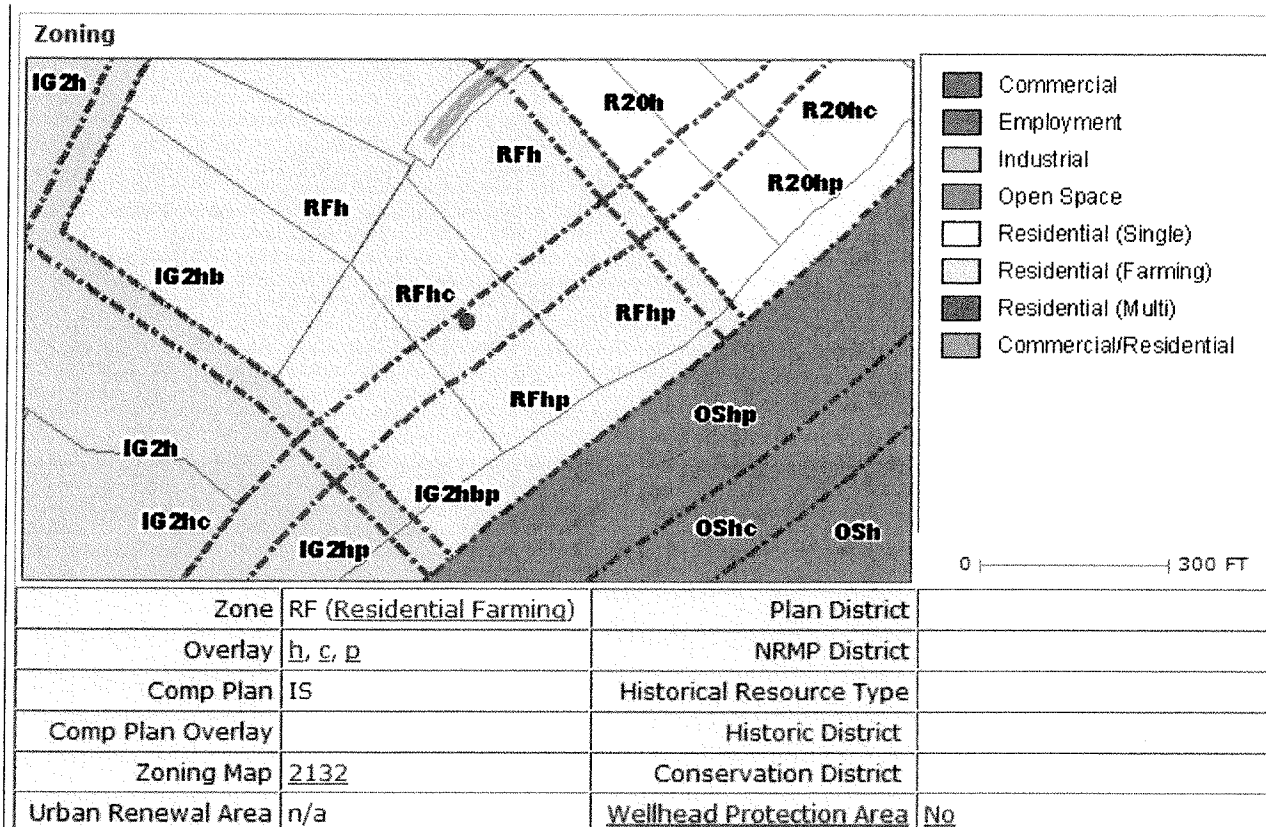 Zoning
IG2h
R20h
R20hc
RFh
R20hp
RFh
IG2hb
RFhc
RFhp
RFhp
OShp
IG2h
IG2hbp
IG2hc
OShc
OSh
IG2hp
Commercial
Employment
Industrial
Open Space
Residential (Single)
Residential (Farming)
Residential (Multi)
Commercial/Residential
0 300 FT
Zone RF (Residential Farming) Plan District
Overlay h, c, p NRMP District
Comp Plan IS Historical Resource Type
Comp Plan Overlay Historic District
Zoning Map 2132 Conservation District
Urban Renewal Area n/a Wellhead Protection Area No